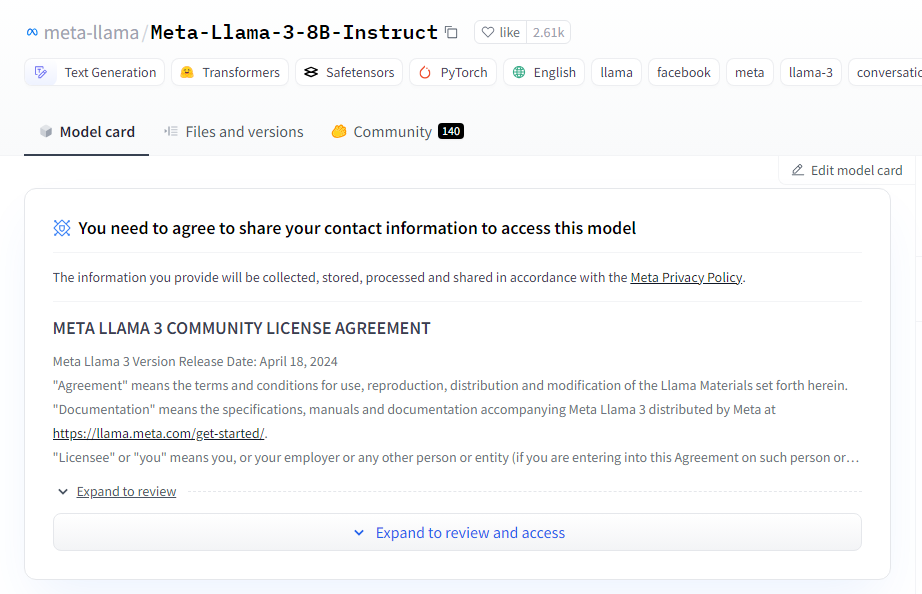 meta-llama/Meta-Llama-3-8B-Instruct like 2.61k
Text Generation Transformers Safetensors PyTorch English llama facebook meta llama-3 conversatio
Model card Files and versions Community 140
Edit model card
You need to agree to share your contact information to access this model
The information you provide will be collected, stored, processed and shared in accordance with the Meta Privacy Policy.
META LLAMA 3 COMMUNITY LICENSE AGREEMENT
Meta Llama 3 Version Release Date: April 18, 2024
"Agreement" means the terms and conditions for use, reproduction, distribution and modification of the Llama Materials set forth herein.
"Documentation" means the specifications, manuals and documentation accompanying Meta Llama 3 distributed by Meta at
https://llama.meta.com/get-started/.
"Licensee" or "you" means you, or your employer or any other person or entity (if you are entering into this Agreement on such person or…
Expand to review
Expand to review and access